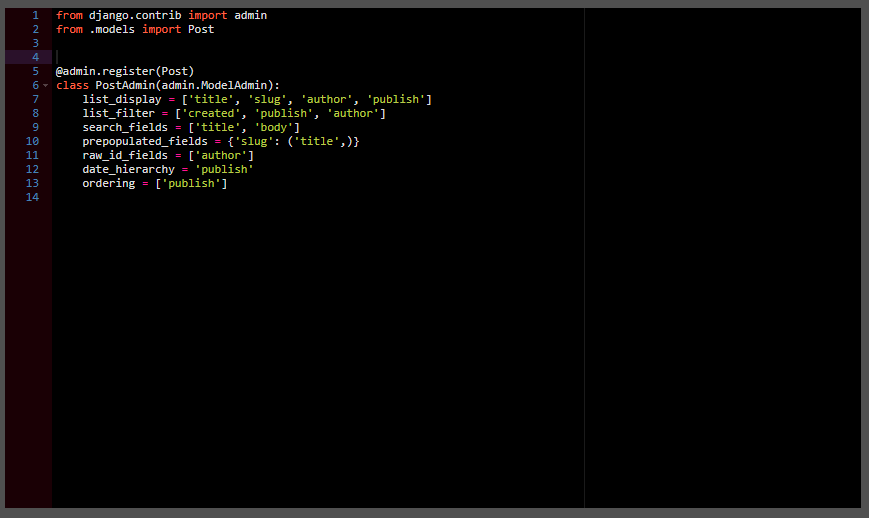 1 from django.contrib import admin
2 from .models import Post
3
4
5 @admin.register(Post)
6 class PostAdmin(admin.ModelAdmin):
7     list_display = ['title', 'slug', 'author', 'publish']
8     list_filter = ['created', 'publish', 'author']
9     search_fields = ['title', 'body']
10     prepopulated_fields = {'slug': ('title',)}
11     raw_id_fields = ['author']
12     date_hierarchy = 'publish'
13     ordering = ['publish']
14